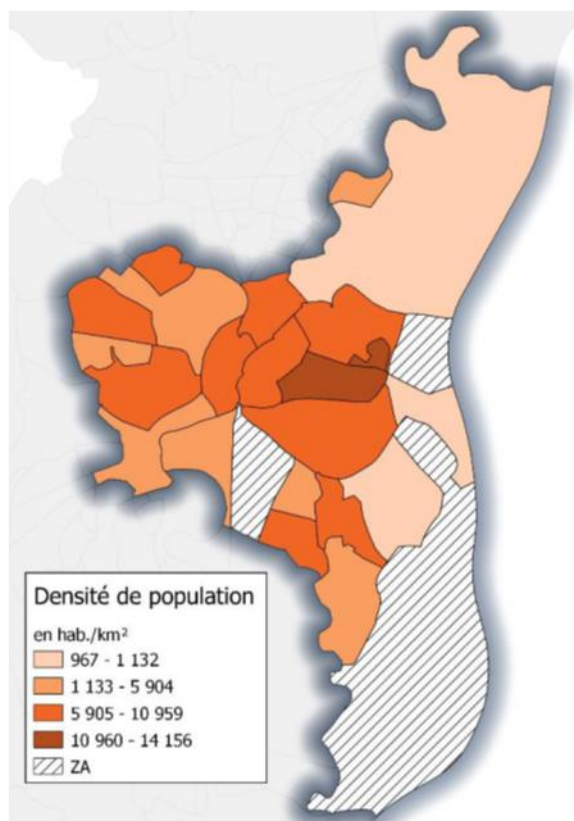 Densité de population
en hab./km²
967 - 1 132
1 133 - 5 904
5 905 - 10 959
10 960 - 14 156
ZA